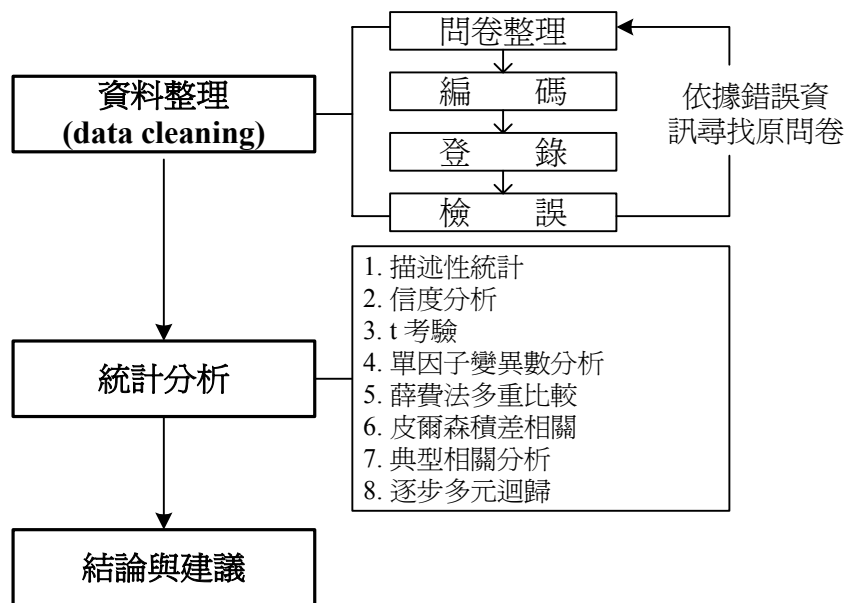 資料整理
(data cleaning)
問卷整理
編 碼
登 錄
檢 誤
依據錯誤資
訊尋找原問卷
統計分析
1. 描述性統計
2. 信度分析
3. t 考驗
4. 單因子變異數分析
5. 薛費法多重比較
6. 皮爾森積差相關
7. 典型相關分析
8. 逐步多元迴歸
結論與建議